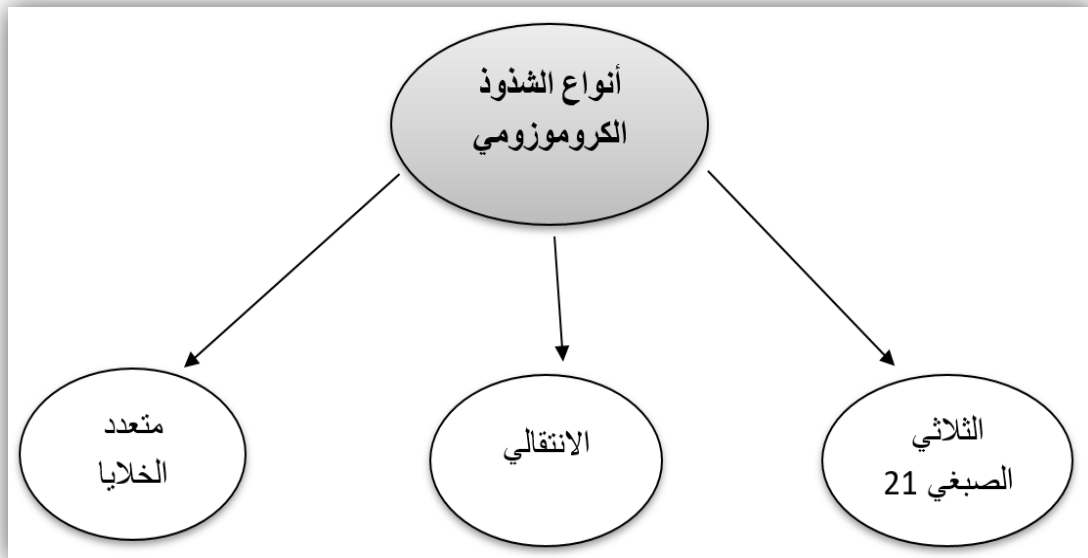 أنواع الشذوذ
الكروموزومي
الثلاثي
الصبغي 21
الانتقالي
متعدد
الخلايا